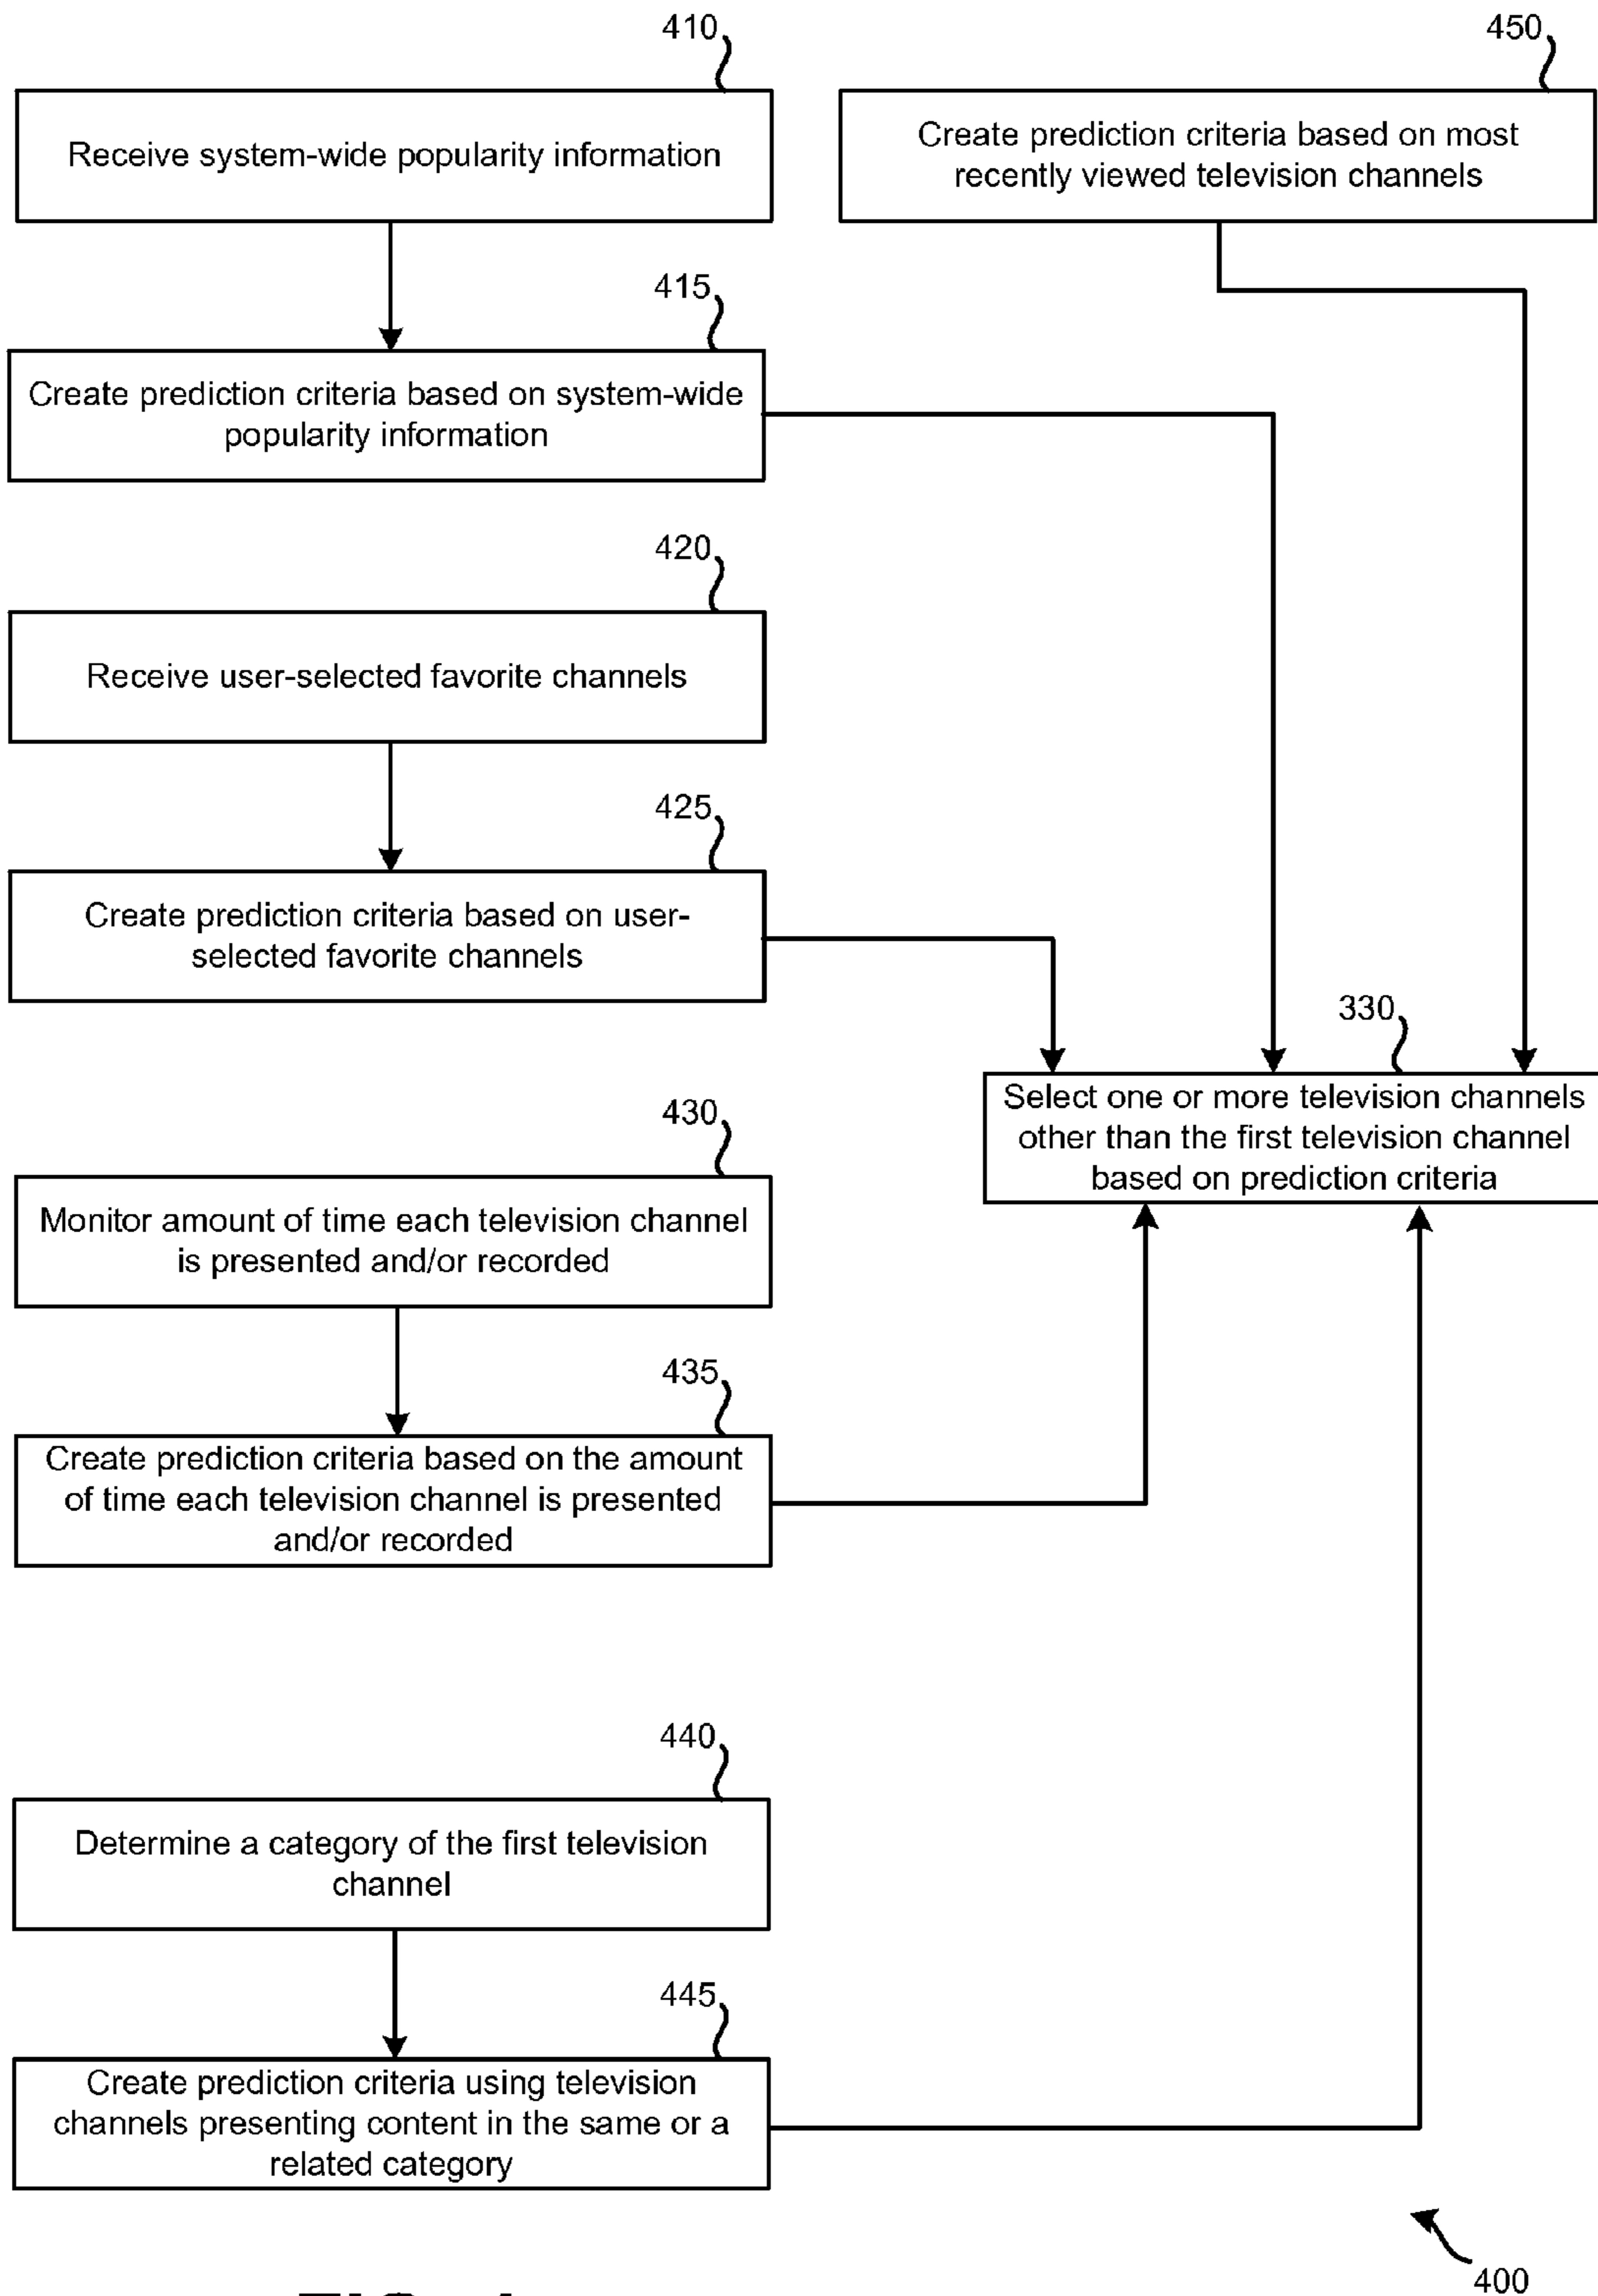 410
450
Receive system-wide popularity information
Create prediction criteria based on most
recently viewed television channels
415
Create prediction criteria based on system-wide
popularity information
420
Receive user-selected favorite channels
425
Create prediction criteria based on user-
selected favorite channels
330
Select one or more television channels
other than the first television channel
based on prediction criteria
430
Monitor amount of time each television channel
is presented and/or recorded
435
Create prediction criteria based on the amount
of time each television channel is presented
and/or recorded
440
Determine a category of the first television
channel
445
Create prediction criteria using television
channels presenting content in the same or a
related category
400